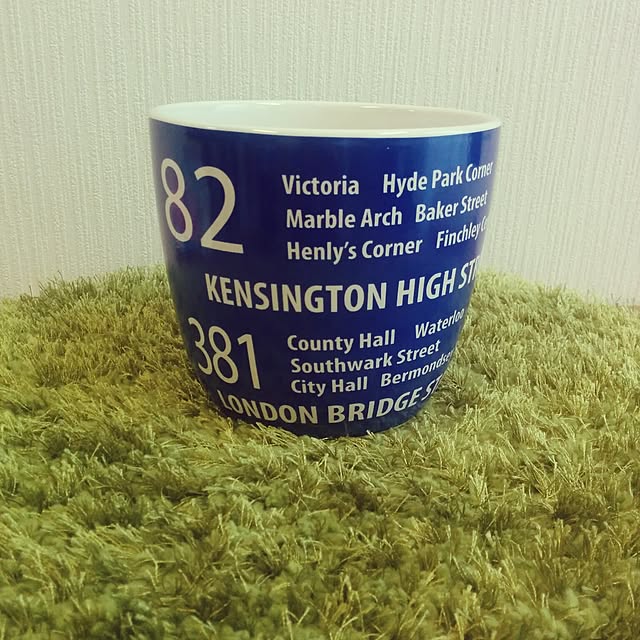 82 Victoria Hyde Park Corner
Marble Arch Baker Street
Henly's Corner Finchley
KENSINGTON HIGH
381 County Hall Waterloo
Southwark Street
City Hall
LONDON BRIDGE